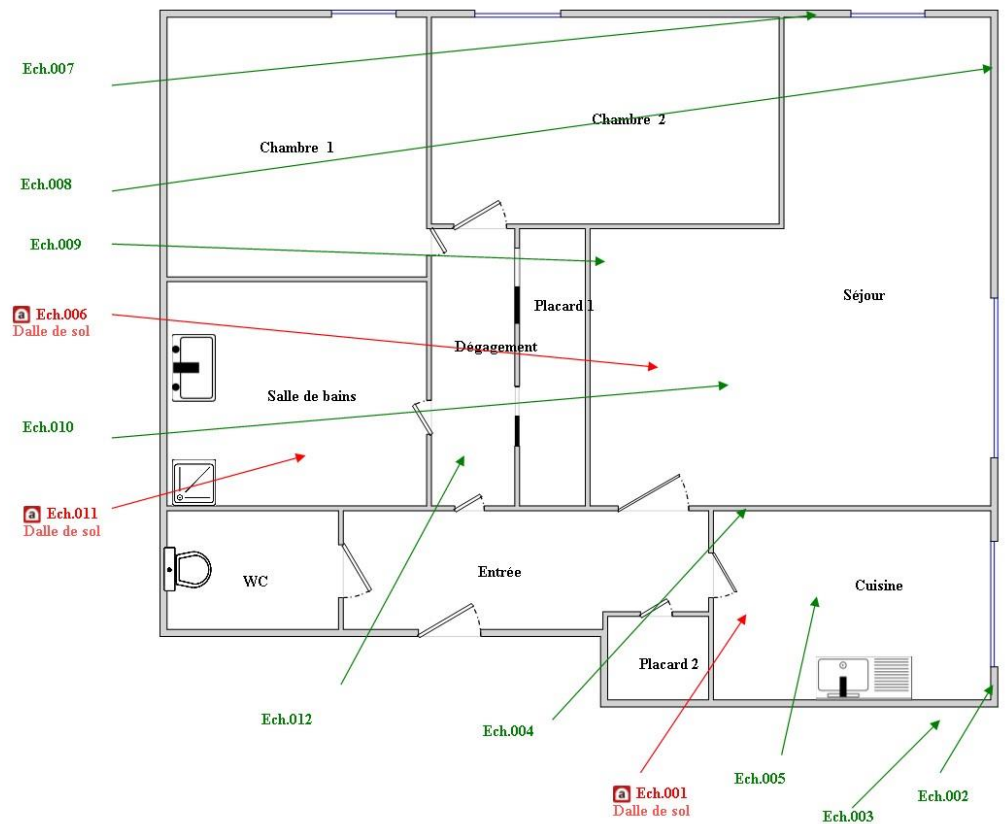 Ech.007
Chambre 2
Chambre 1
Ech.008
Ech.009
Séjour
Placard 1
a Ech.006
Dalle de sol
Dégagement
Salle de bains
Ech.010
a Ech.011
Dalle de sol
Entrée
WC
Cuisine
Placard 2
Ech.012
Ech.004
Ech.005
a Ech.001
Dalle de sol
Ech.002
Ech.003